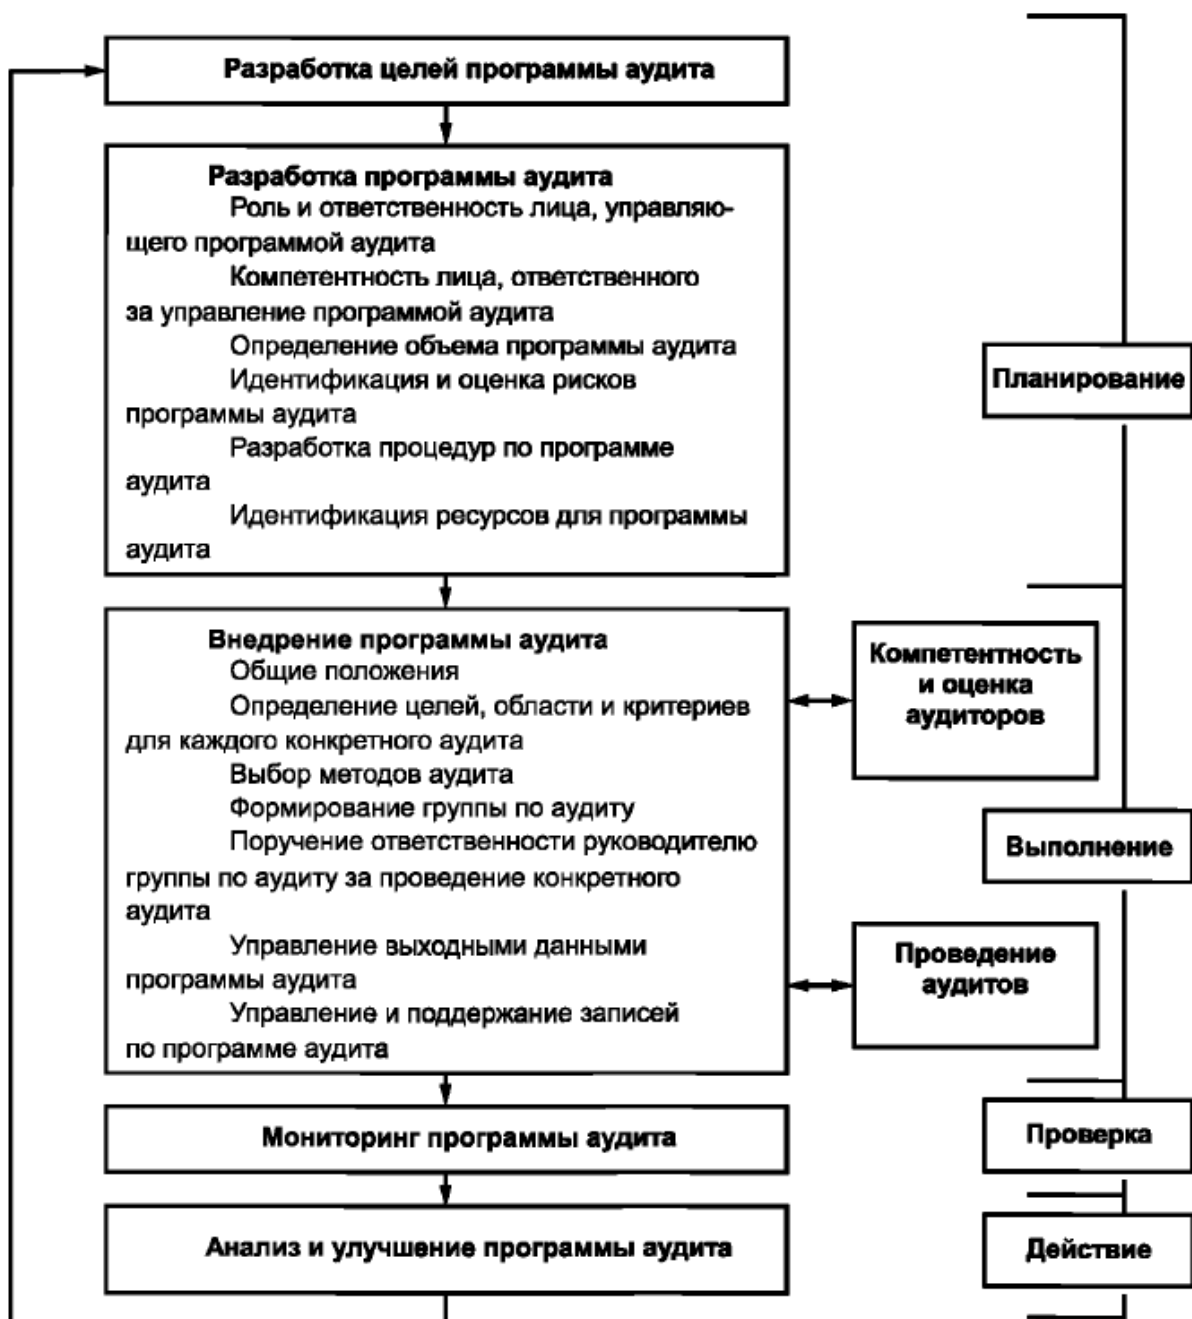 Разработка целей программы аудита
Разработка программы аудита
Роль и ответственность лица, управляю-
щего программой аудита
Компетентность лица, ответственного
за управление программой аудита
Определение объема программы аудита
Идентификация и оценка рисков
программы аудита
Разработка процедур по программе
аудита
Идентификация ресурсов для программы
аудита
Планирование
Внедрение программы аудита
Общие положения
Определение целей, области и критериев
для каждого конкретного аудита
Выбор методов аудита
Формирование группы по аудиту
Поручение ответственности руководителю
группы по аудиту за проведение конкретного
аудита
Управление выходными данными
программы аудита
Управление и поддержание записей
по программе аудита
Компетентность
и оценка
аудиторов
Проведение
аудитов
Выполнение
Мониторинг программы аудита
Проверка
Анализ и улучшение программы аудита
Действие